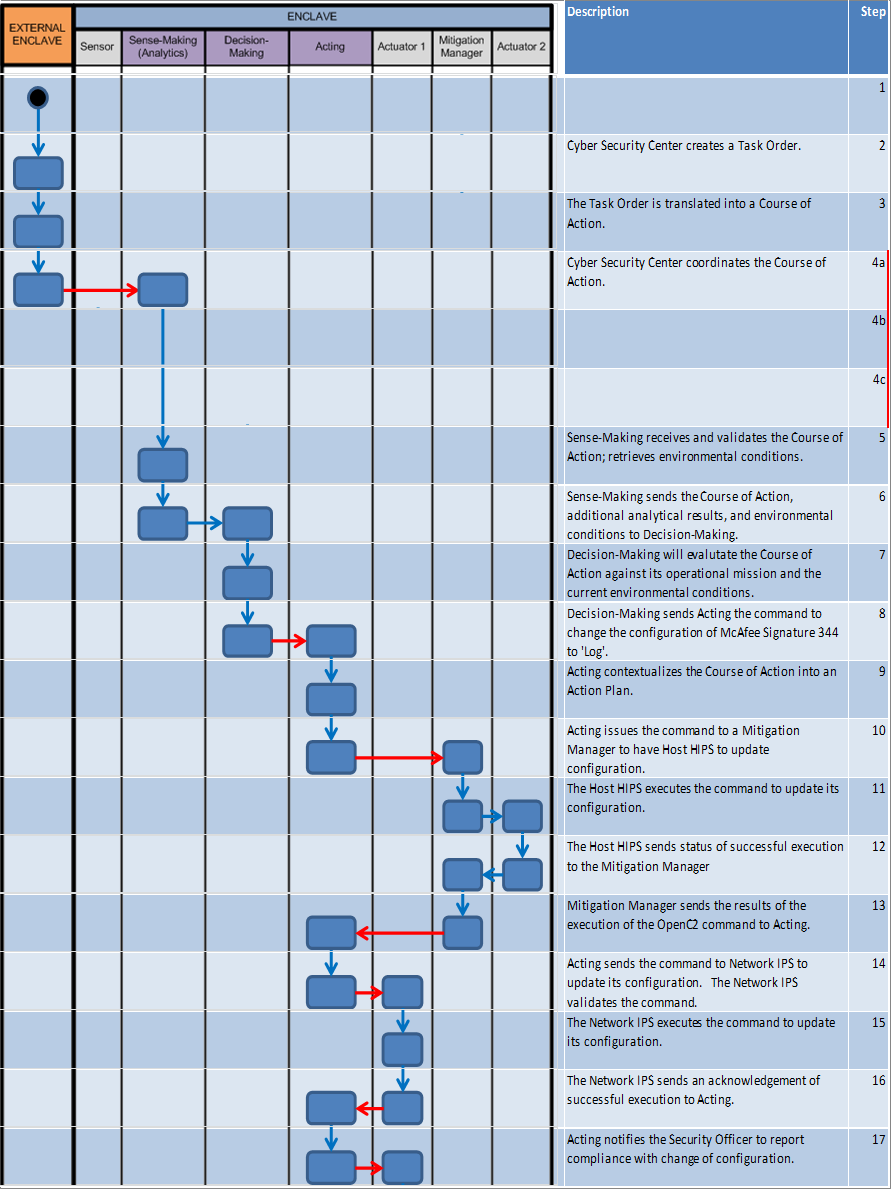 EXTERNAL
ENCLAVE
ENCLAVE
Sensor
Sense-Making
(Analytics)
Decision-
Making
Acting
Actuator 1
Mitigation
Manager
Actuator 2
Description
Step
1
Cyber Security Center creates a Task Order.
2
The Task Order is translated into a Course of
Action.
3
Cyber Security Center coordinates the Course of
Action.
4a
4b
4c
Sense-Making receives and validates the Course of
Action; retrieves environmental conditions.
5
Sense-Making sends the Course of Action,
additional analytical results, and environmental
conditions to Decision-Making.
6
Decision-Making will evalutate the Course of
Action against its operational mission and the
current environmental conditions.
7
Decision-Making sends Acting the command to
change the configuration of McAfee Signature 344
to 'Log'.
8
Acting contextualizes the Course of Action into an
Action Plan.
9
Acting issues the command to a Mitigation
Manager to have Host HIPS to update
configuration.
10
The Host HIPS executes the command to update its
configuration.
11
The Host HIPS sends status of successful execution
to the Mitigation Manager
12
Mitigation Manager sends the results of the
execution of the OpenC2 command to Acting.
13
Acting sends the command to Network IPS to
update its configuration. The Network IPS
validates the command.
14
The Network IPS executes the command to update
its configuration.
15
The Network IPS sends an acknowledgement of
successful execution to Acting.
16
Acting notifies the Security Officer to report
compliance with change of configuration.
17